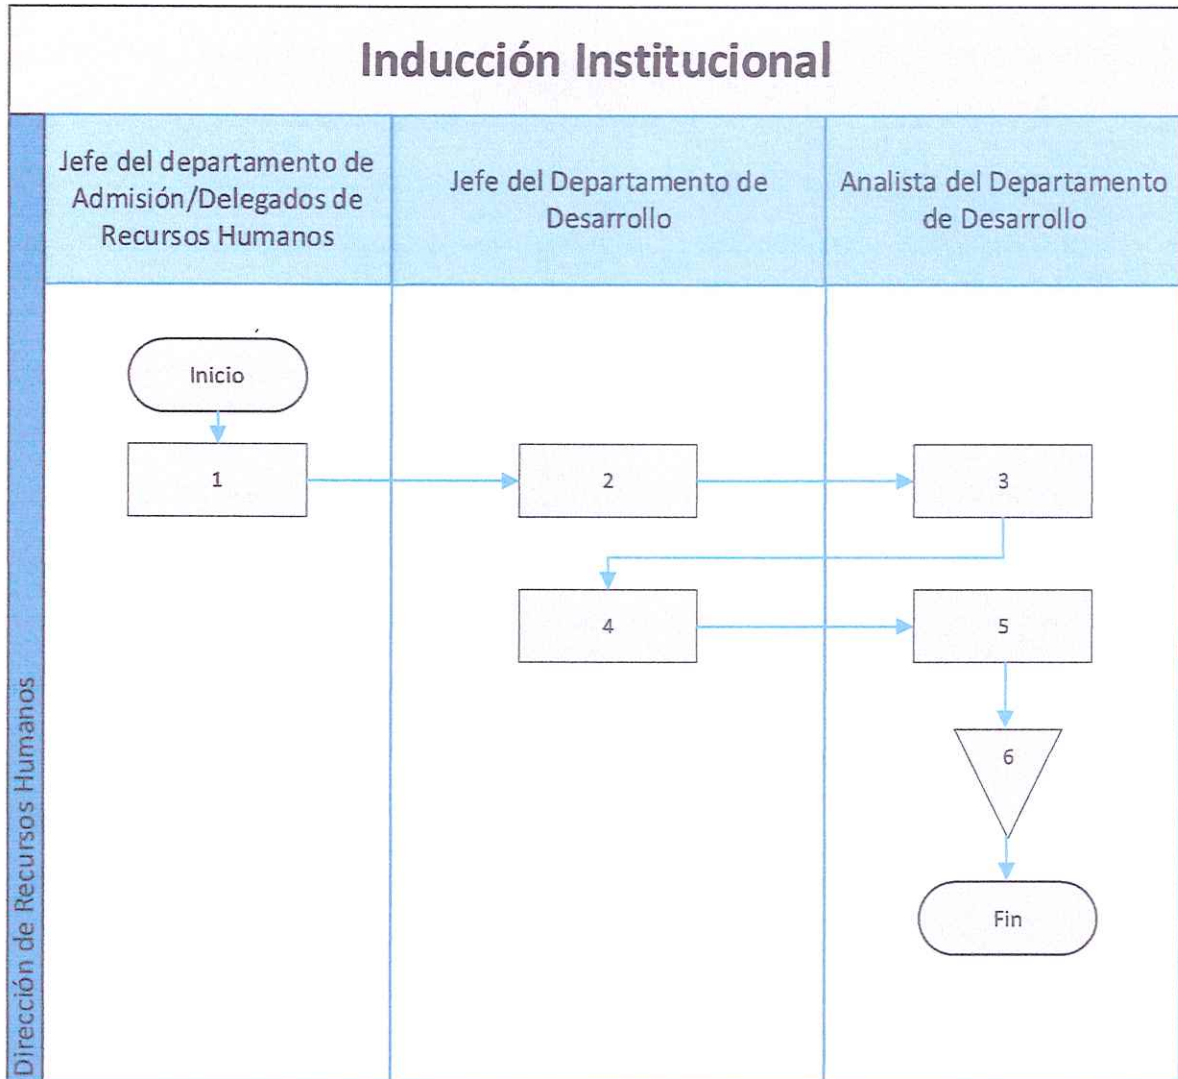 Inducción Institucional
Jefe del departamento de
Admisión/Delegados de
Recursos Humanos
Jefe del Departamento de
Desarrollo
Analista del Departamento
de Desarrollo
Inicio
1
2
3
4
5
6
Fin
Dirección de Recursos Humanos